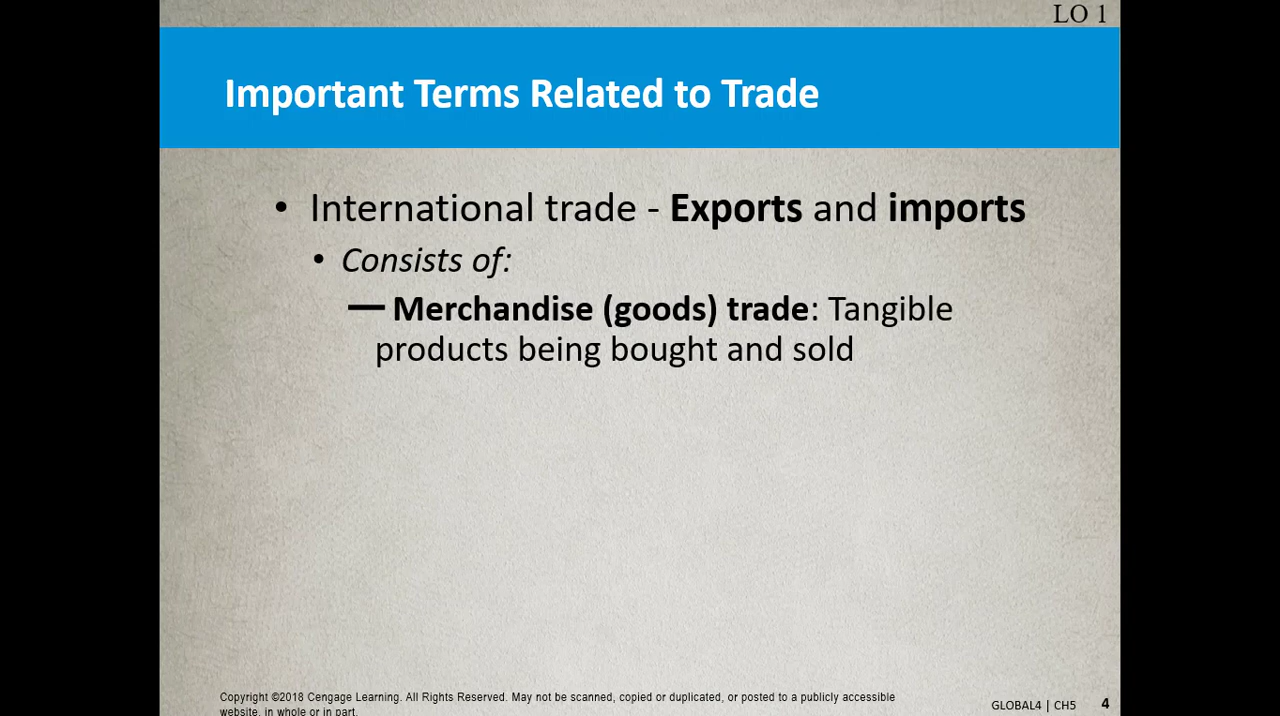 LO 1
Important Terms Related to Trade
• International trade - Exports and imports
• Consists of:
— Merchandise (goods) trade: Tangible
products being bought and sold
Copyright ©2018 Cengage Learning. All Rights Reserved. May not be scanned, copied or duplicated, or posted to a publicly accessible
website, in whole or in part.
GLOBAL4 | CH5 4